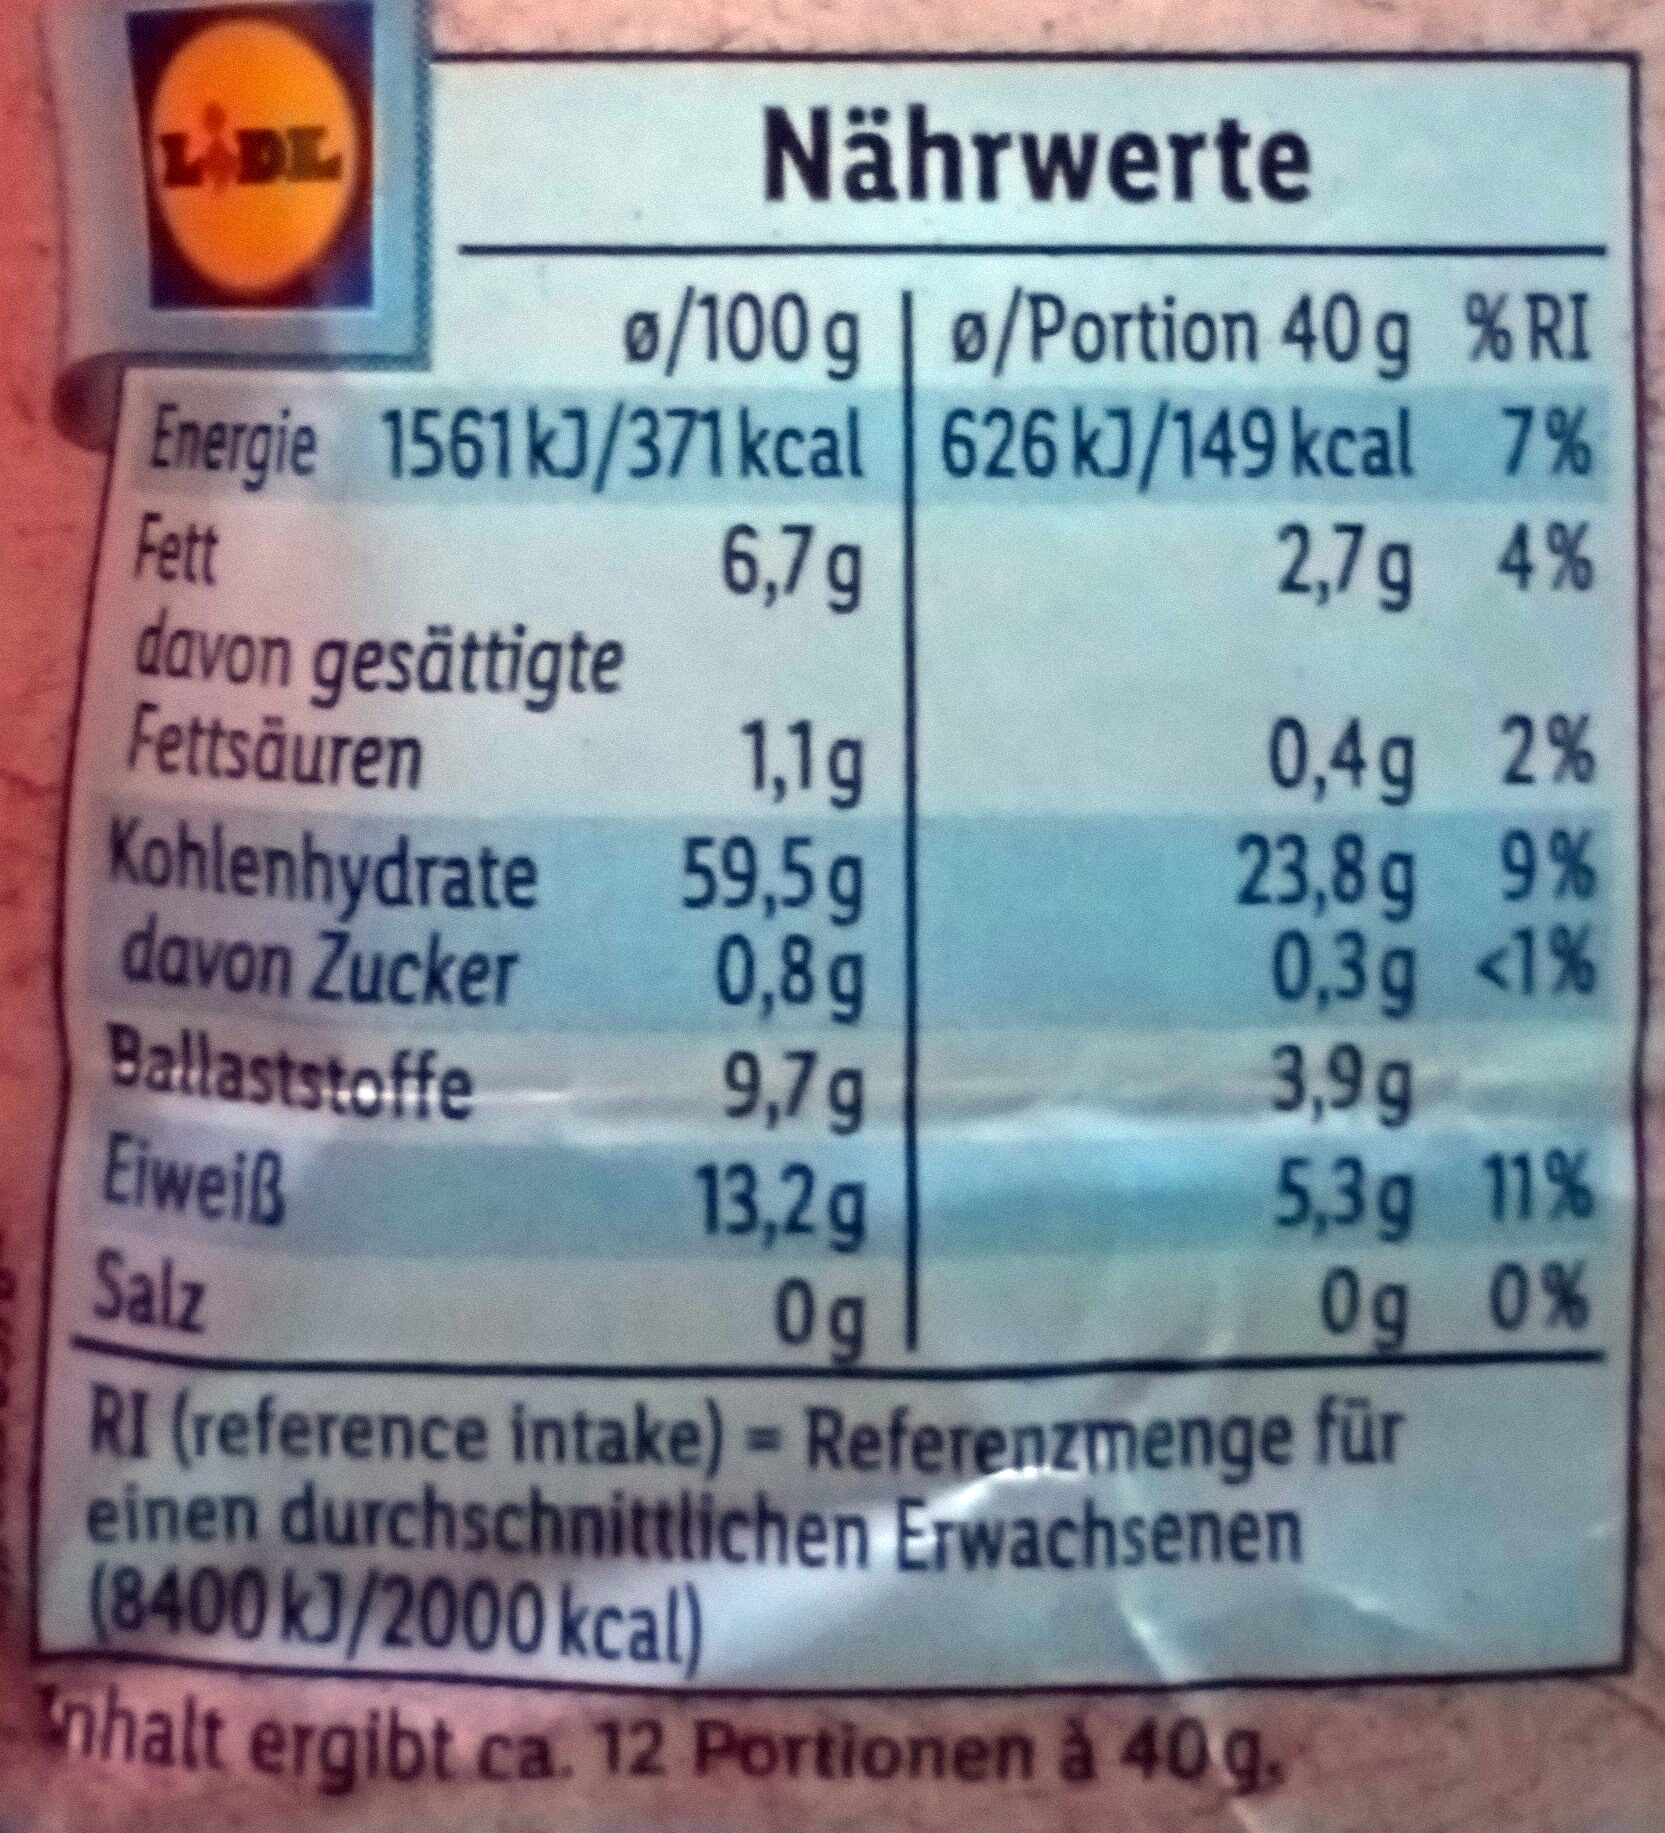 LIDL
Nährwerte
ø/100 g ø/Portion 40 g % RI
Energie 1561 kJ/371 kcal 626 kJ/149 kcal 7%
Fett 6,7 g 2,7 g 4%
davon gesättigte
Fettsäuren 1,1 g 0,4 g 2%
Kohlenhydrate 59,5 g 23,8 g 9%
davon Zucker 0,8 g 0,3 g <1%
Ballaststoffe 9,7 g 3,9 g
Eiweiß 13,2 g 5,3 g 11%
Salz 0 g 0 g 0%
RI (reference intake) = Referenzmenge für
einen durchschnittlichen Erwachsenen
(8400 kJ/2000 kcal)
Inhalt ergibt ca. 12 Portionen à 40 g.